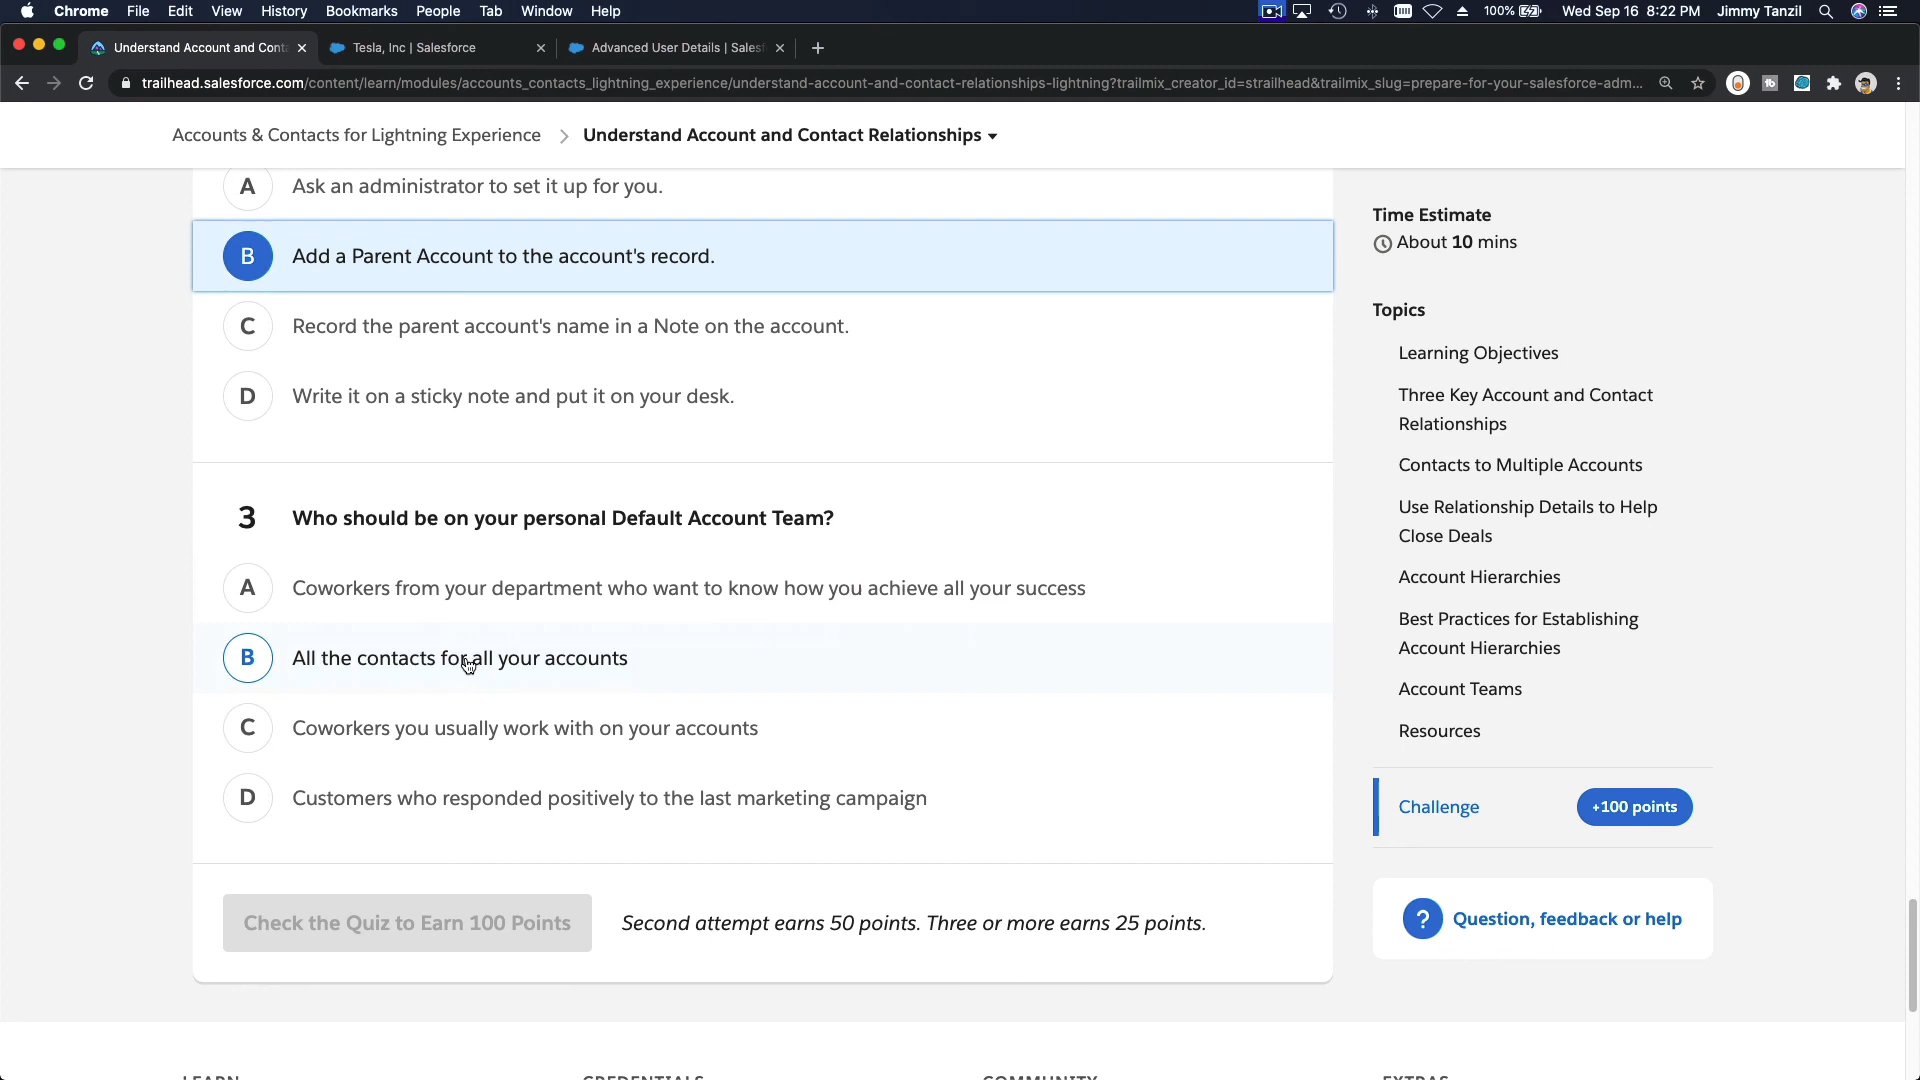 Chrome File Edit View History Bookmarks People Tab Window Help 100% Wed Sep 16 8:22 PM Jimmy Tanzil
Understand Account and Conta Tesla, Inc | Salesforce Advanced User Details | Salesf
trailhead.salesforce.com/content/learn/modules/accounts_contacts_lightning_experience/understand-account-and-contact-relationships-lightning?trailmix_creator_id=strailhead&trailmix_slug=prepare-for-your-salesforce-adm...
Accounts & Contacts for Lightning Experience > Understand Account and Contact Relationships
A Ask an administrator to set it up for you.
B Add a Parent Account to the account's record.
C Record the parent account's name in a Note on the account.
D Write it on a sticky note and put it on your desk.
3 Who should be on your personal Default Account Team?
A Coworkers from your department who want to know how you achieve all your success
B All the contacts for all your accounts
C Coworkers you usually work with on your accounts
D Customers who responded positively to the last marketing campaign
Check the Quiz to Earn 100 Points Second attempt earns 50 points. Three or more earns 25 points.
Time Estimate
About 10 mins
Topics
Learning Objectives
Three Key Account and Contact
Relationships
Contacts to Multiple Accounts
Use Relationship Details to Help
Close Deals
Account Hierarchies
Best Practices for Establishing
Account Hierarchies
Account Teams
Resources
Challenge +100 points
? Question, feedback or help
LEARN CREDENTIALS COMMUNITY EXTRAS